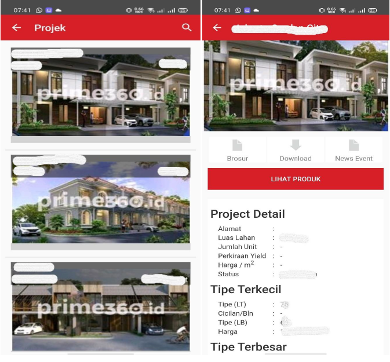 07:41
Projek
prime360.id
prime360.id
prime360.id
07:41
prime360.id
Brosur
Download
News Event
LIHAT PRODUK
Project Detail
Alamat :
Luas Lahan :
Jumlah Unit : -
Perkiraan Yield : -
Harga / m² : -
Status :
Tipe Terkecil
Tipe (LT) :
Cicilan/Bln : -
Tipe (LB) :
Harga :
Tipe Terbesar